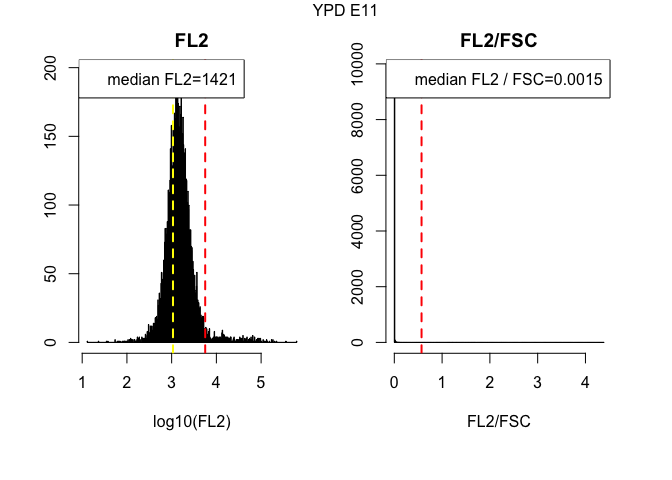 YPD E11
FL2
FL2/FSC
median FL2=1421
median FL2 / FSC=0.0015
0 50 100 150 200
0 2000 4000 6000 8000 10000
1 2 3 4 5
0 1 2 3 4
log10(FL2)
FL2/FSC